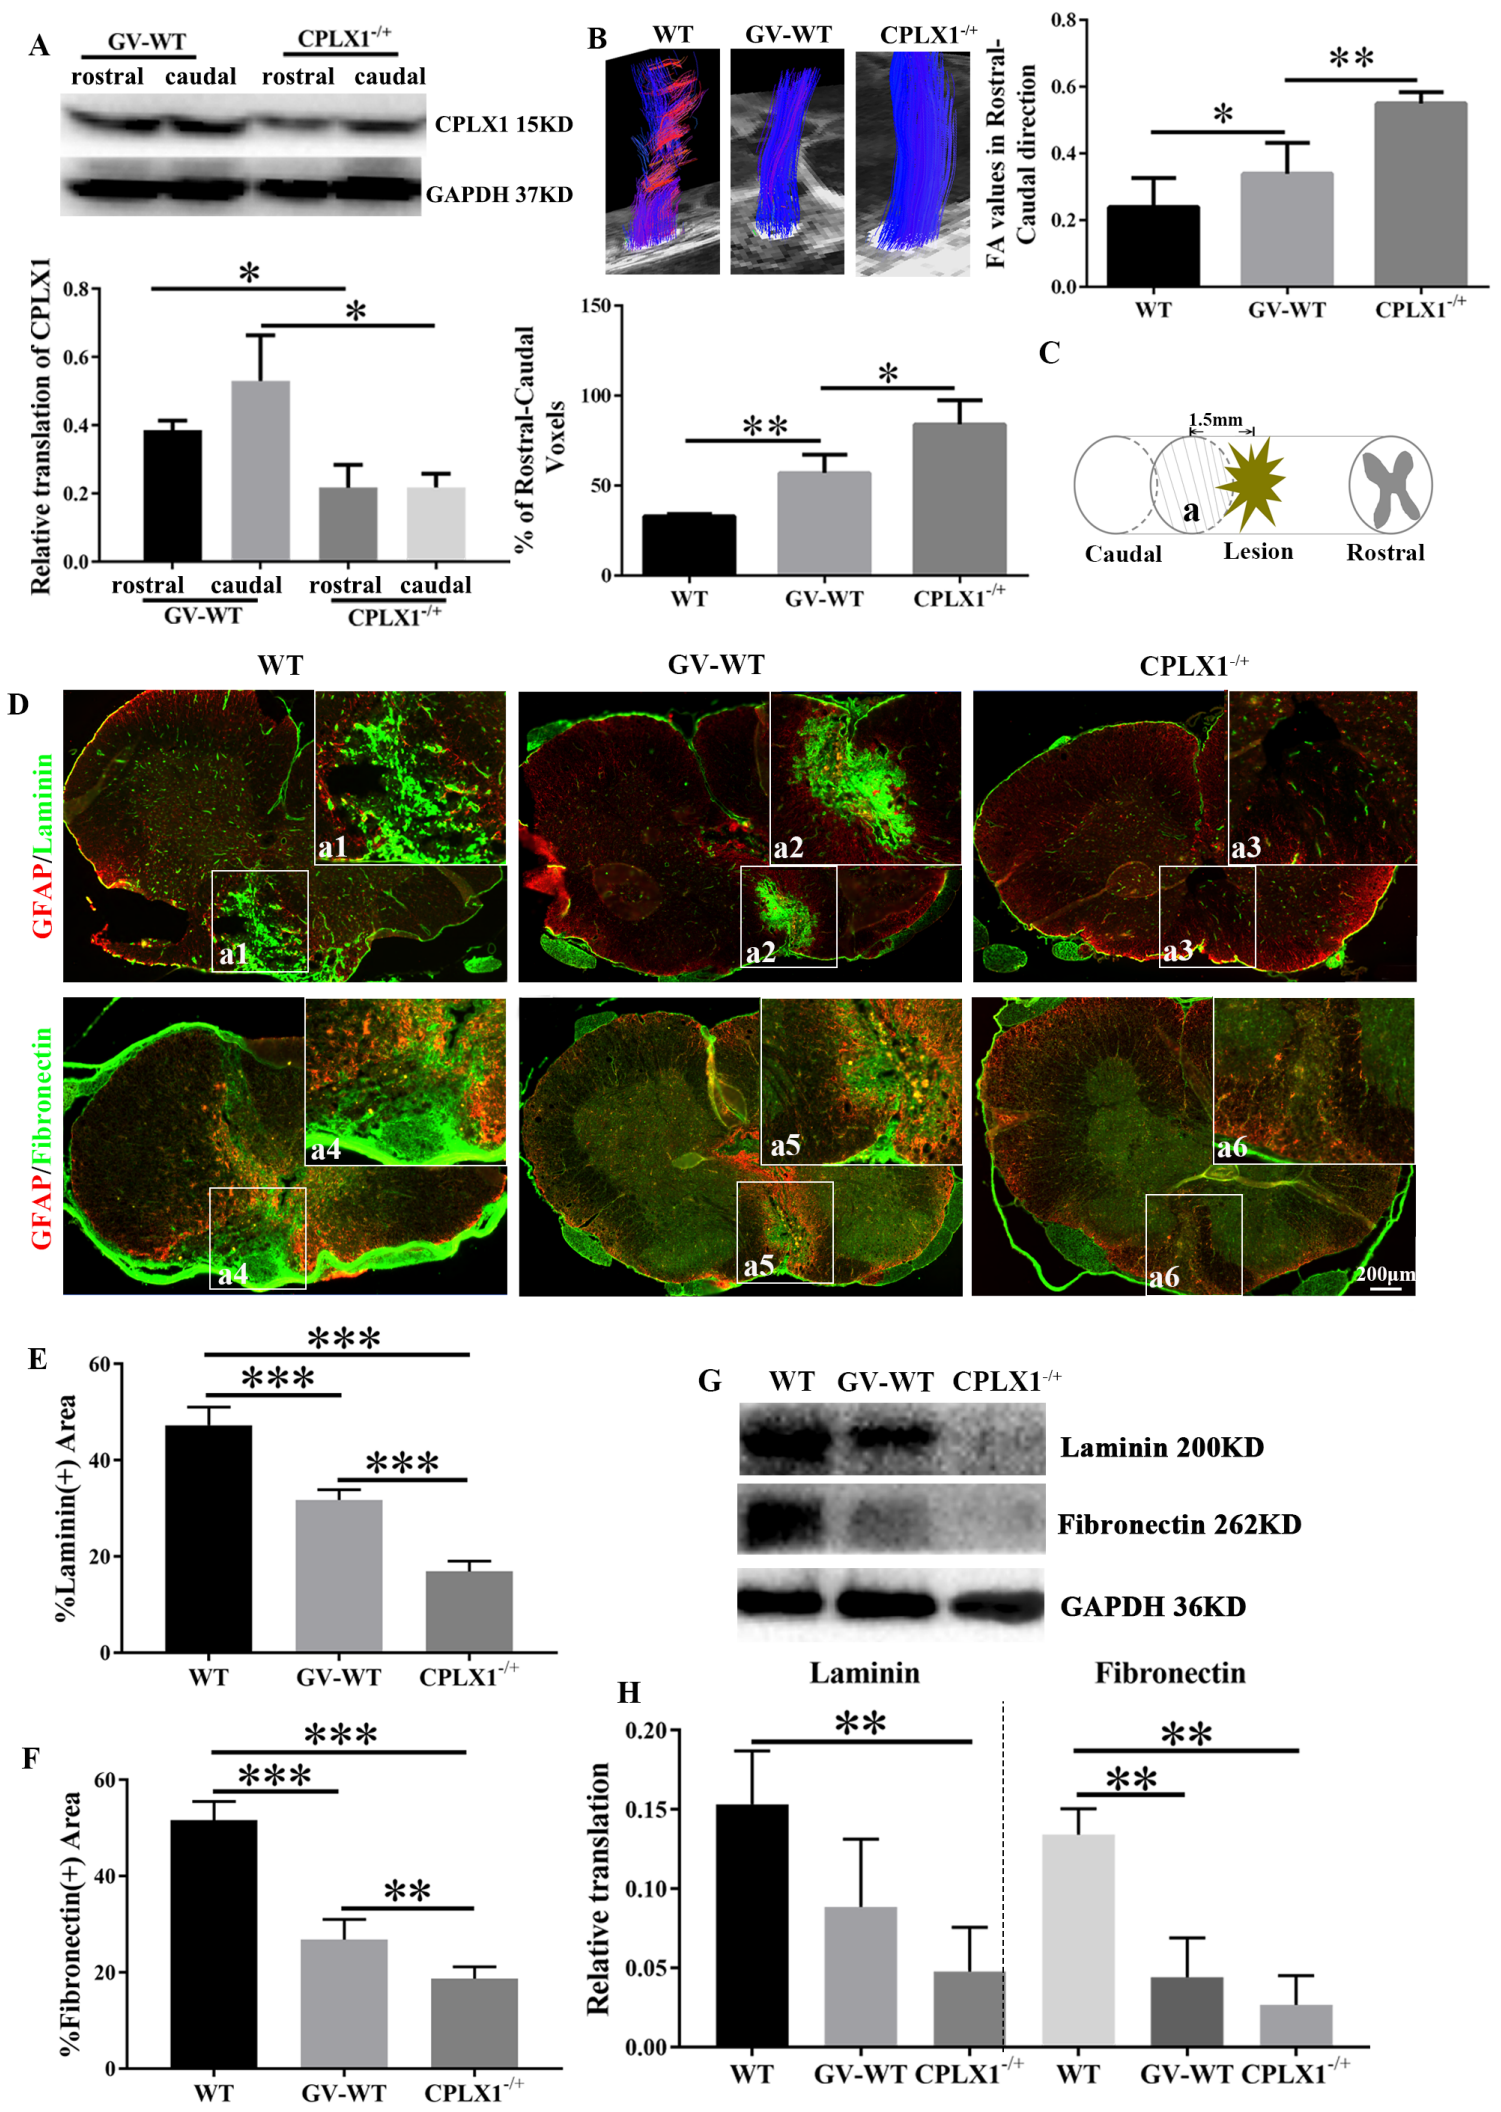 A
GV-WT CPLX1-/+
rostral caudal rostral caudal
CPLX1 15KD
GAPDH 37KD
Relative translation of CPLX1
0.8
0.6
0.4
0.2
0.0
*
*
rostral caudal rostral caudal
GV-WT CPLX1-/+
B
WT GV-WT CPLX1-/+
FA values in Rostral-
Caudal direction
0.8
0.6
0.4
0.2
0.0
*
**
WT GV-WT CPLX1-/+
% of Rostral-Caudal
Voxels
150
100
50
0
**
*
WT GV-WT CPLX1-/+
C
1.5mm
a
Caudal Lesion Rostral
D
WT GV-WT CPLX1-/+
GFAP/Laminin
a1
a1
a2
a2
a3
a3
GFAP/Fibronectin
a4
a4
a5
a5
a6
a6
200μm
E
%Laminin(+) Area
60
40
20
0
***
***
***
WT GV-WT CPLX1-/+
F
%Fibronectin(+) Area
60
40
20
0
***
***
**
WT GV-WT CPLX1-/+
G
WT GV-WT CPLX1-/+
Laminin 200KD
Fibronectin 262KD
GAPDH 36KD
H
Laminin Fibronectin
Relative translation
0.20
0.15
0.10
0.05
0.00
**
**
**
WT GV-WT CPLX1-/+ WT GV-WT CPLX1-/+